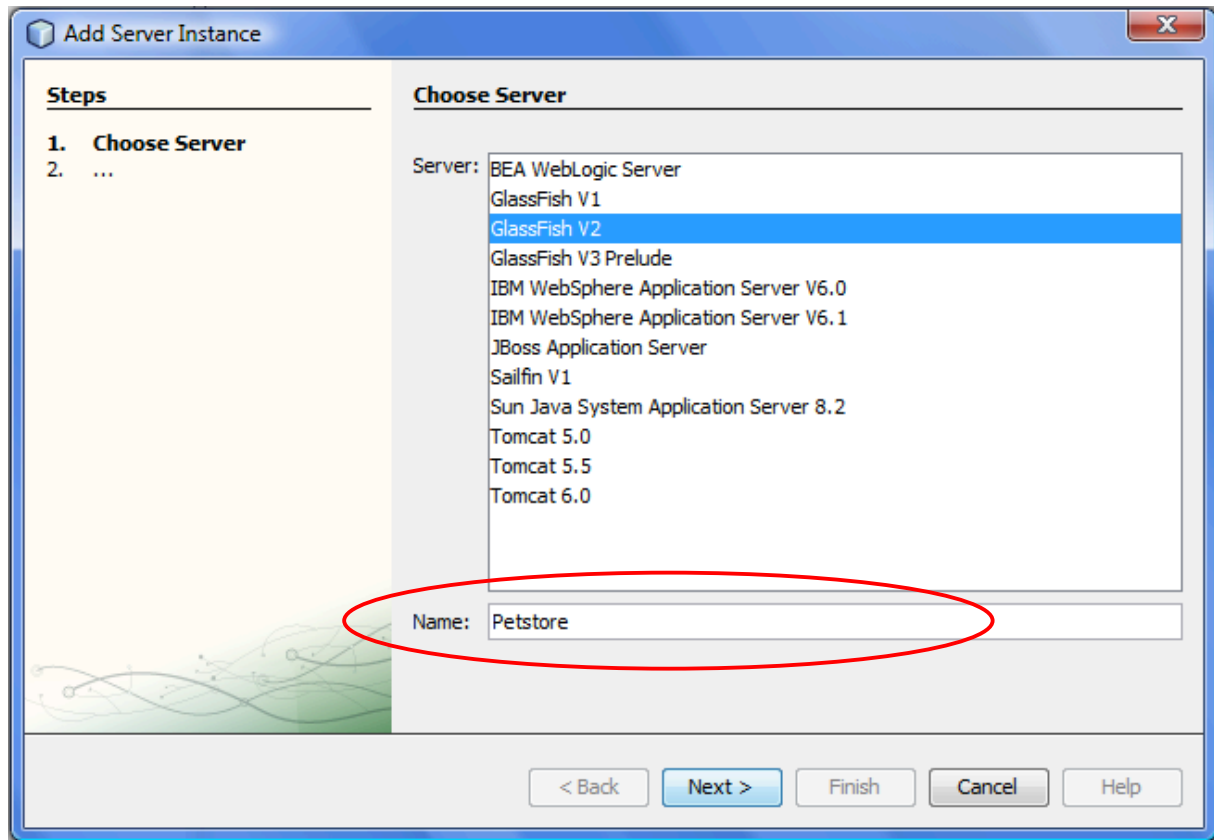 Add Server Instance
X
Steps
1. Choose Server
2. ...
Choose Server
Server:
BEA WebLogic Server
GlassFish V1
GlassFish V2
GlassFish V3 Prelude
IBM WebSphere Application Server V6.0
IBM WebSphere Application Server V6.1
JBoss Application Server
Sailfin V1
Sun Java System Application Server 8.2
Tomcat 5.0
Tomcat 5.5
Tomcat 6.0
Name: Petstore
< Back Next > Finish Cancel Help